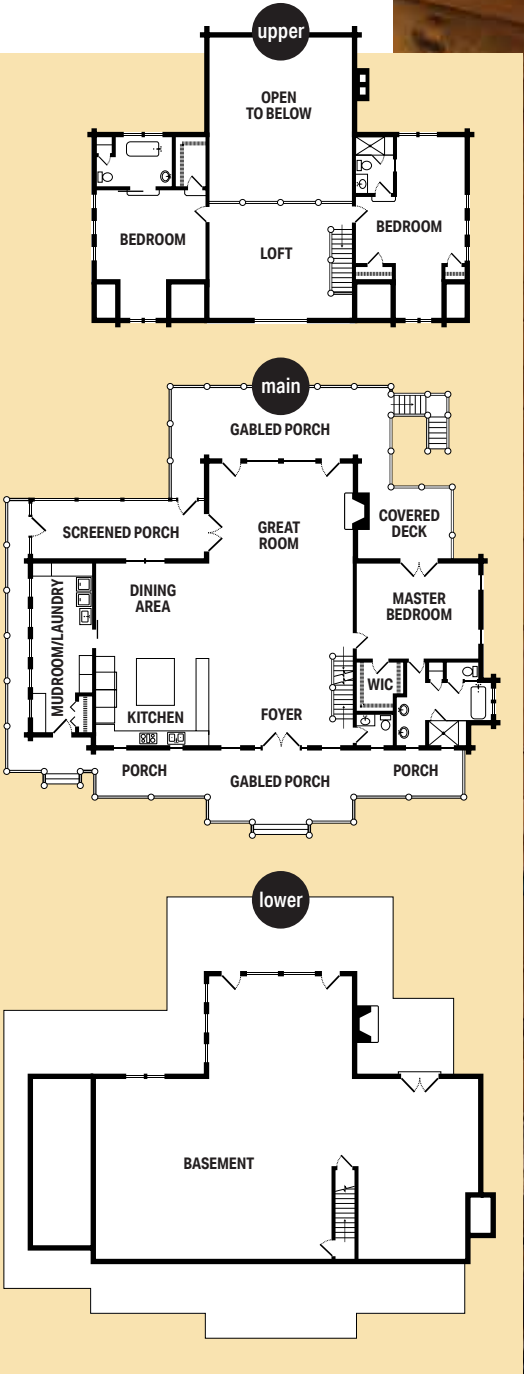 upper
OPEN
TO BELOW
BEDROOM
LOFT
BEDROOM
main
GABLED PORCH
SCREENED PORCH
GREAT
ROOM
COVERED
DECK
DINING
AREA
MASTER
BEDROOM
MUDROOM/LAUNDRY
WIC
KITCHEN
FOYER
PORCH
GABLED PORCH
PORCH
lower
BASEMENT